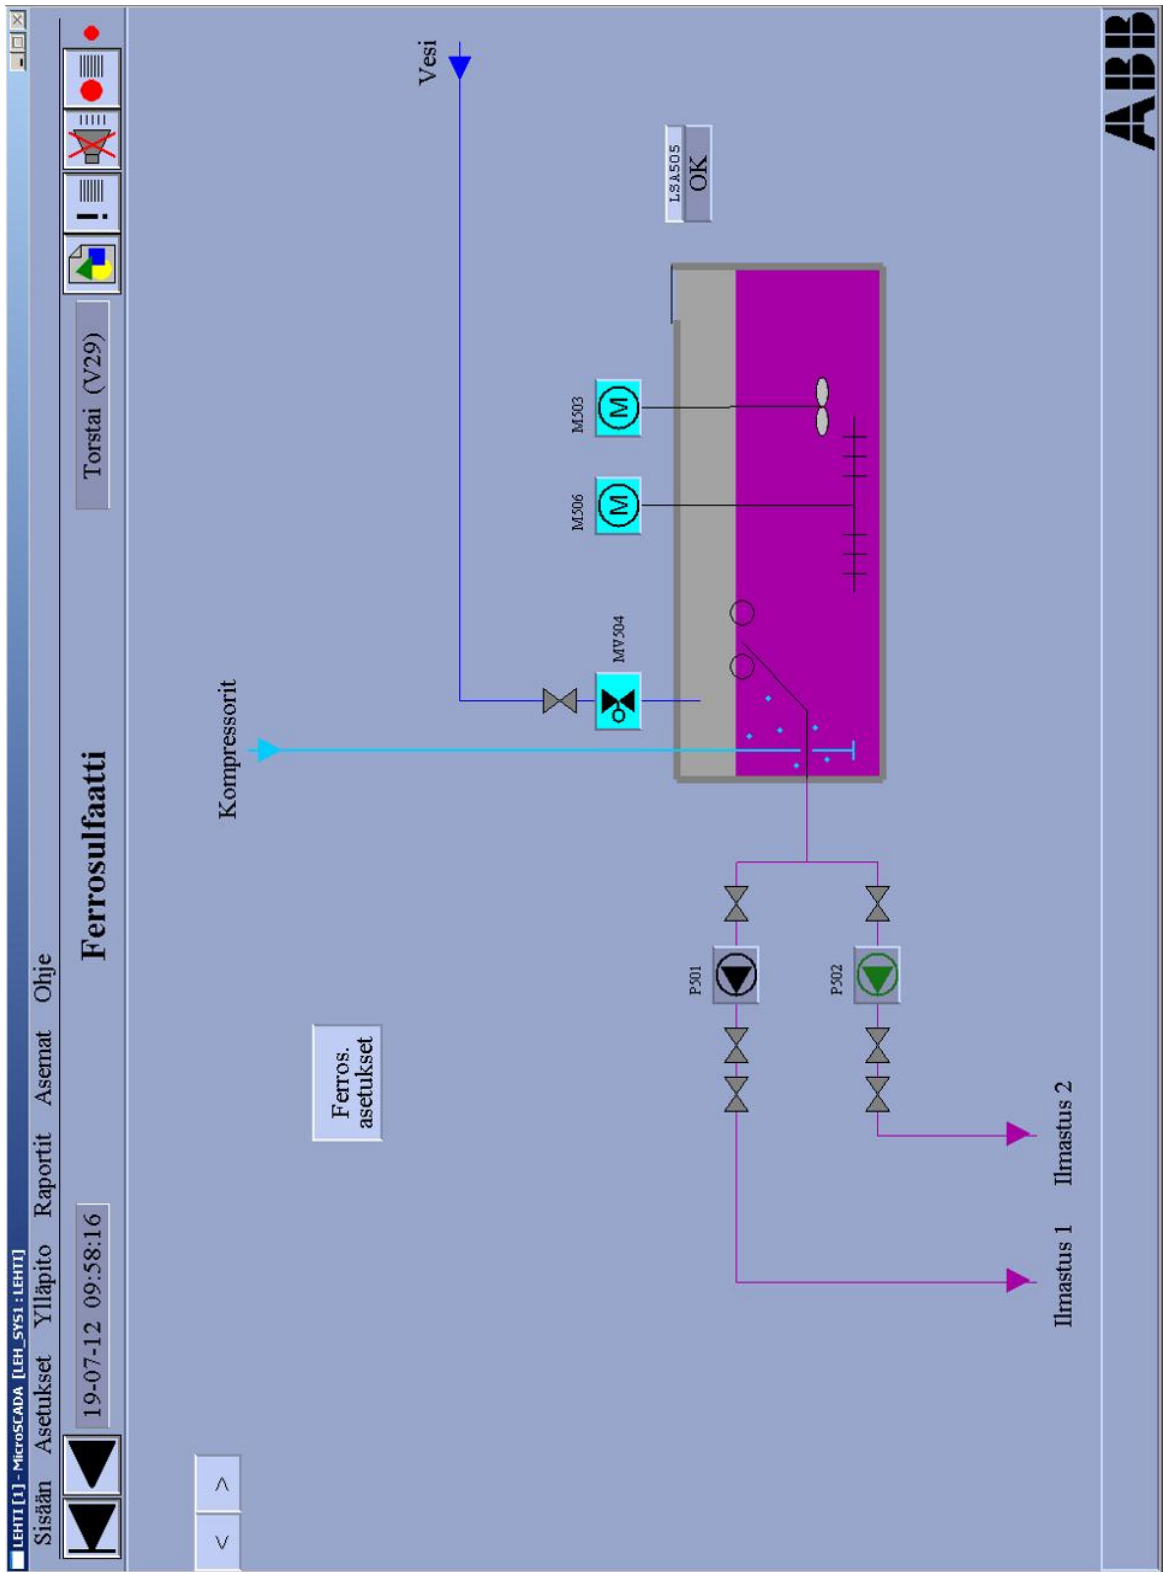 LEHTI [1] - MicroSCADA [LEH_SYS1 : LEHTI]
Sisään Asetukset Ylläpito Raportit Asemat Ohje
19-07-12 09:58:16
Ferrosulfaatti
Torstai (V29)
< >
Kompressorit
Vesi
Ferros.
asetukset
MV504
M506
M503
M
M
LSA505
OK
P501
P502
Ilmastus 1
Ilmastus 2
ABB